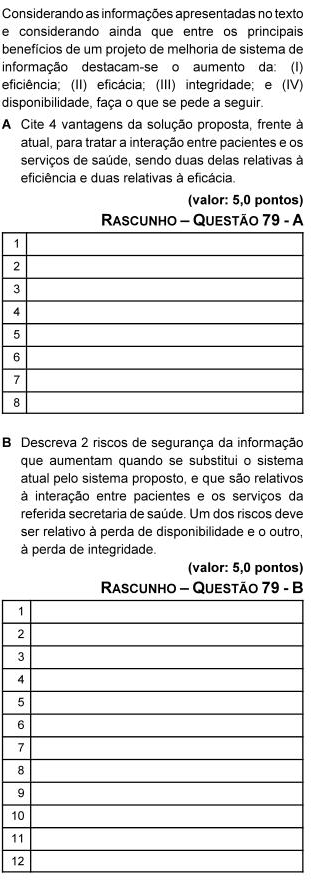 Considerando as informações apresentadas no texto
e considerando ainda que entre os principais
benefícios de um projeto de melhoria de sistema de
informação destacam-se o aumento da: (I)
eficiência; (II) eficácia; (III) integridade; e (IV)
disponibilidade, faça o que se pede a seguir.
A Cite 4 vantagens da solução proposta, frente à
atual, para tratar a interação entre pacientes e os
serviços de saúde, sendo duas delas relativas à
eficiência e duas relativas à eficácia.
(valor: 5,0 pontos)
RASCUNHO – QUESTÃO 79 - A
1
2
3
4
5
6
7
8
B Descreva 2 riscos de segurança da informação
que aumentam quando se substitui o sistema
atual pelo sistema proposto, e que são relativos
à interação entre pacientes e os serviços da
referida secretaria de saúde. Um dos riscos deve
ser relativo à perda de disponibilidade e o outro,
à perda de integridade.
(valor: 5,0 pontos)
RASCUNHO – QUESTÃO 79 - B
1
2
3
4
5
6
7
8
9
10
11
12